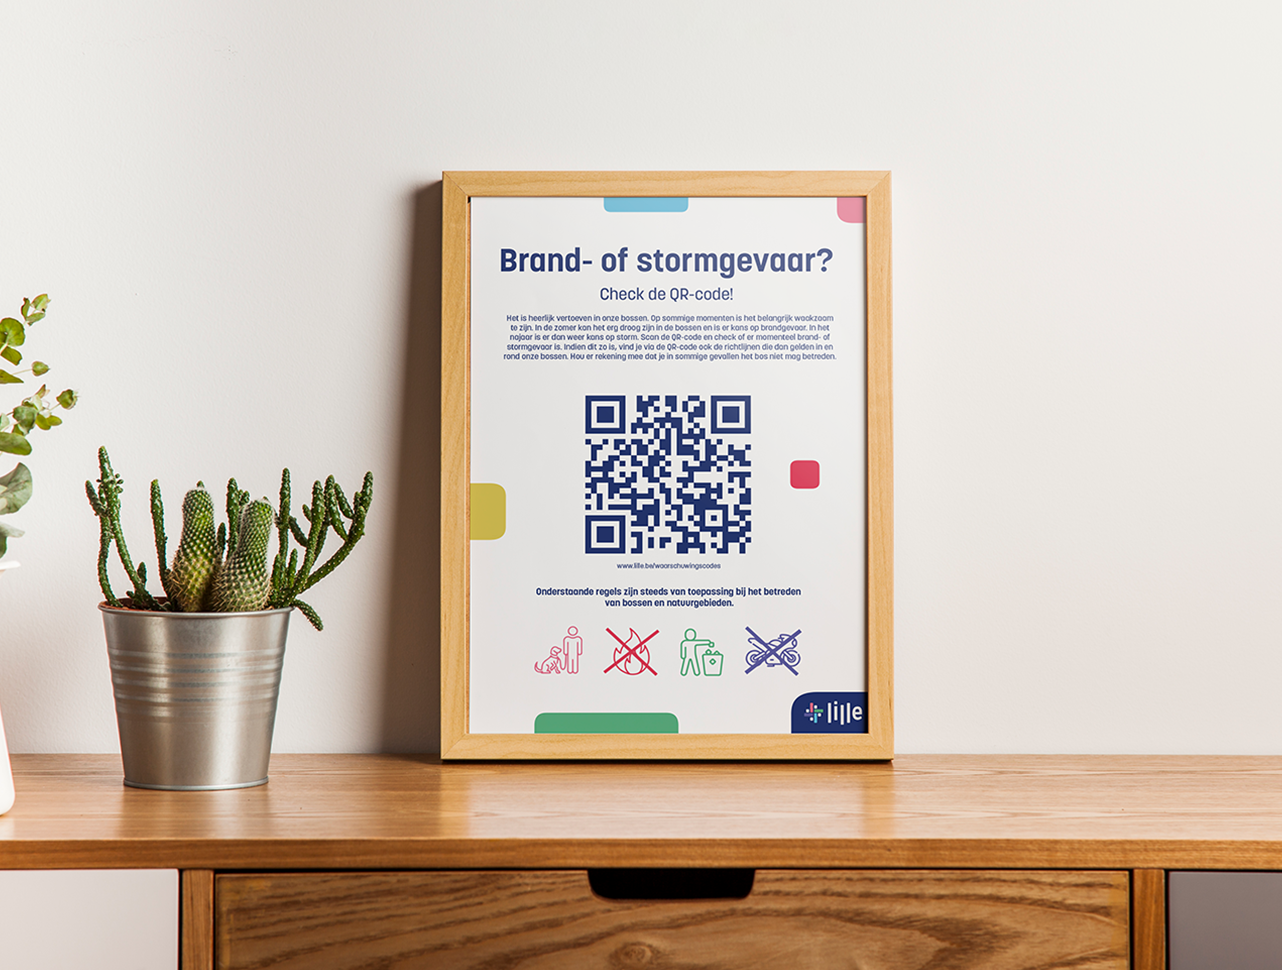 Brand- of stormgevaar?
Check de QR-code!
Het is heerlijk vertoeven in onze bossen. Op sommige momenten is het belangrijk waakzaam
te zijn. In de zomer kan het erg droog zijn in de bossen en is er kans op brandgevaar. In het
najaar is er dan weer kans op storm. Scan de QR-code en check of er momenteel brand- of
stormgevaar is. Indien dit zo is, vind je via de QR-code ook de richtlijnen die dan gelden in en
rond onze bossen. Hou er rekening mee dat je in sommige gevallen het bos niet mag betreden.
www.lille.be/waarschuwingscodes
Onderstaande regels zijn steeds van toepassing bij het betreden
van bossen en natuurgebieden.
lille